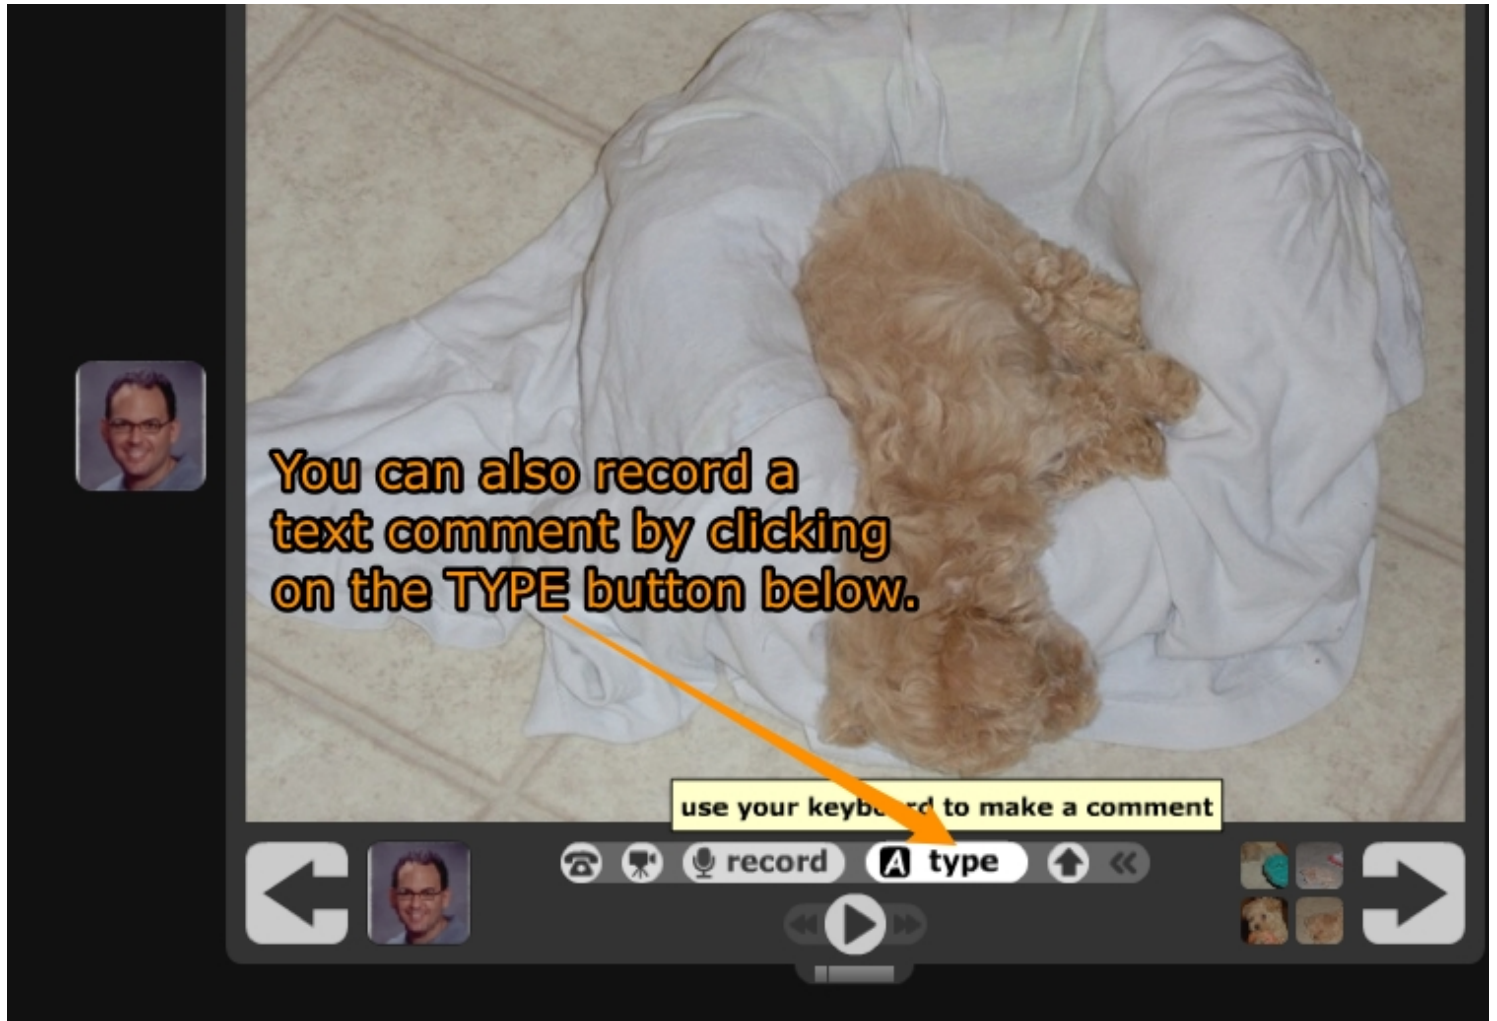 You can also record a
text comment by clicking
on the TYPE button below.
use your keyboard to make a comment
record
A type